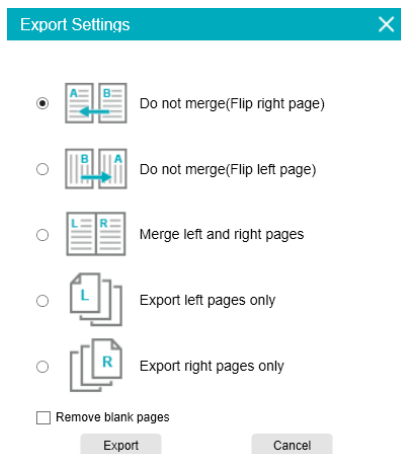 Export Settings
A B
Do not merge(Flip right page)
B A
Do not merge(Flip left page)
L R
Merge left and right pages
L
Export left pages only
R
Export right pages only
Remove blank pages
Export Cancel